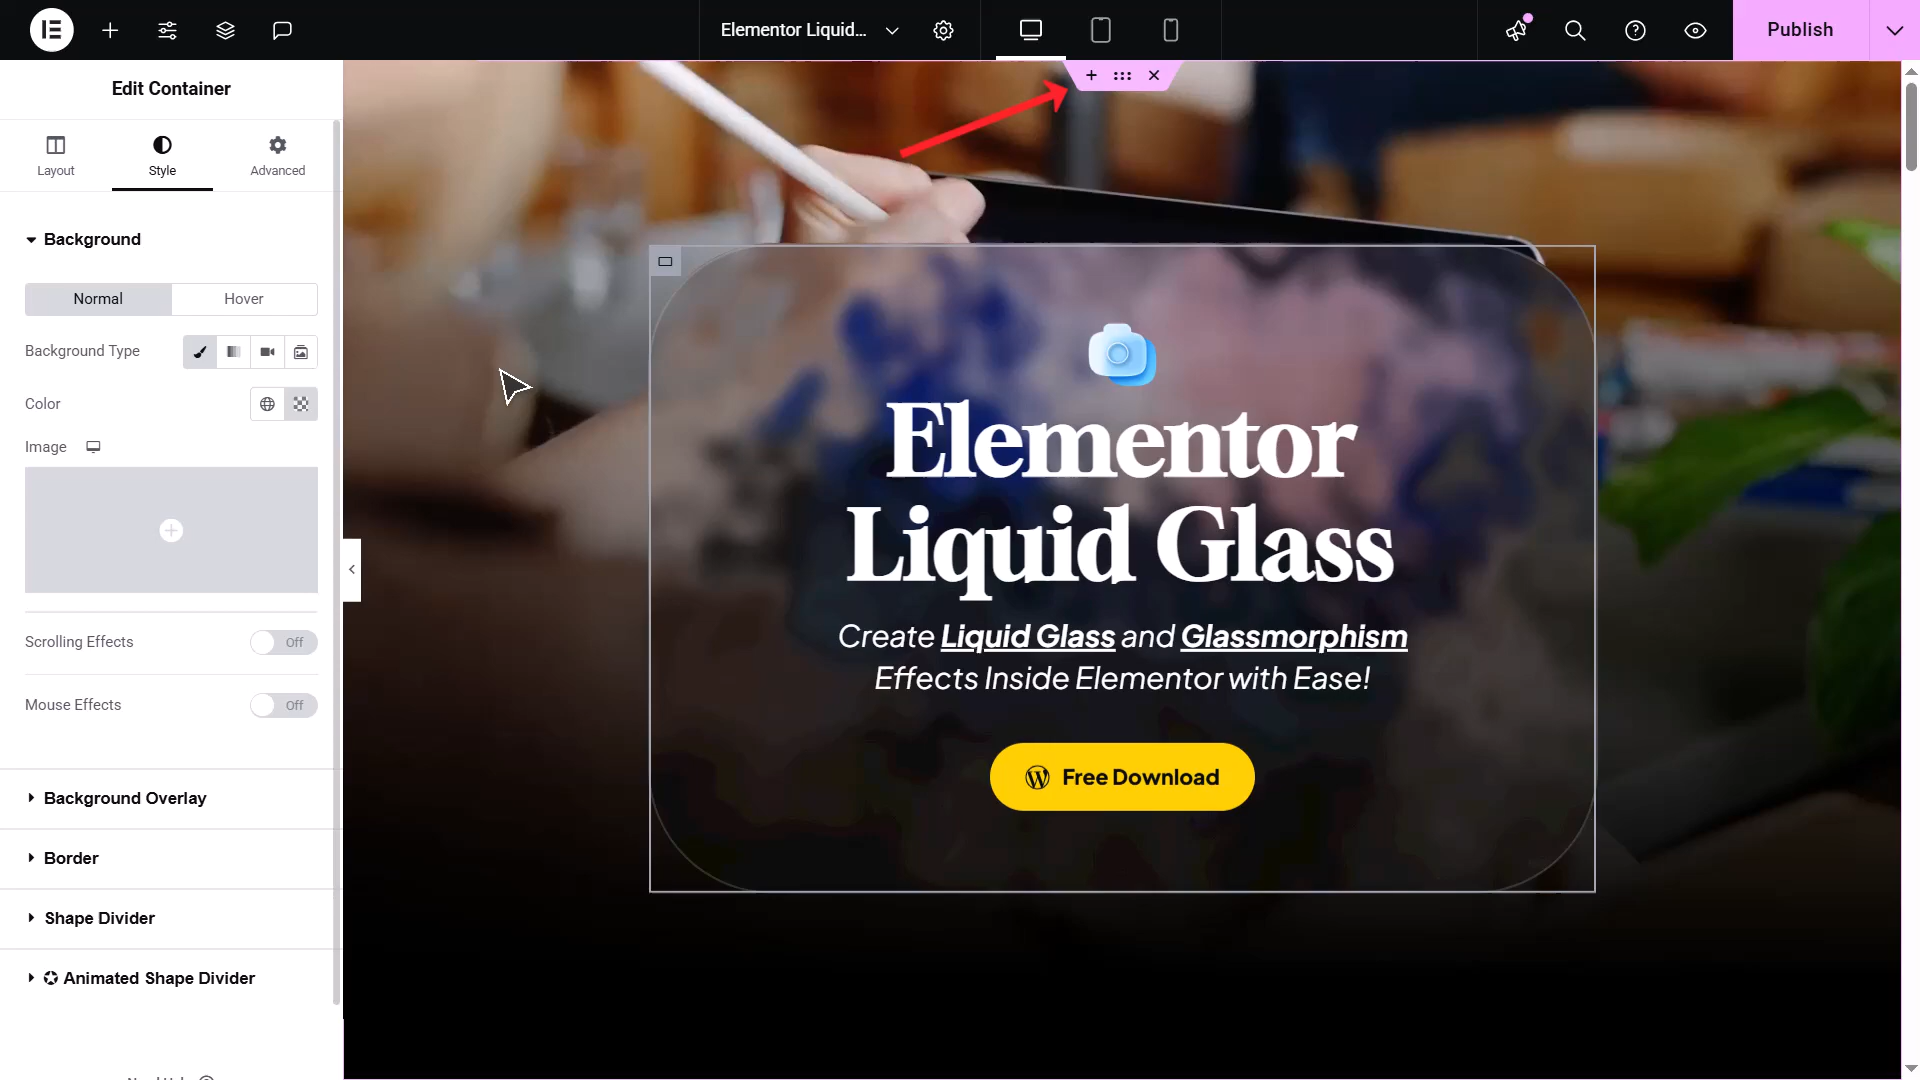 Elementor Liquid...
Publish
Edit Container
Layout
Style
Advanced
Background
Normal
Hover
Background Type
Color
Image
Scrolling Effects
Off
Mouse Effects
Off
Background Overlay
Border
Shape Divider
Animated Shape Divider
Elementor
Liquid Glass
Create Liquid Glass and Glassmorphism
Effects Inside Elementor with Ease!
Free Download